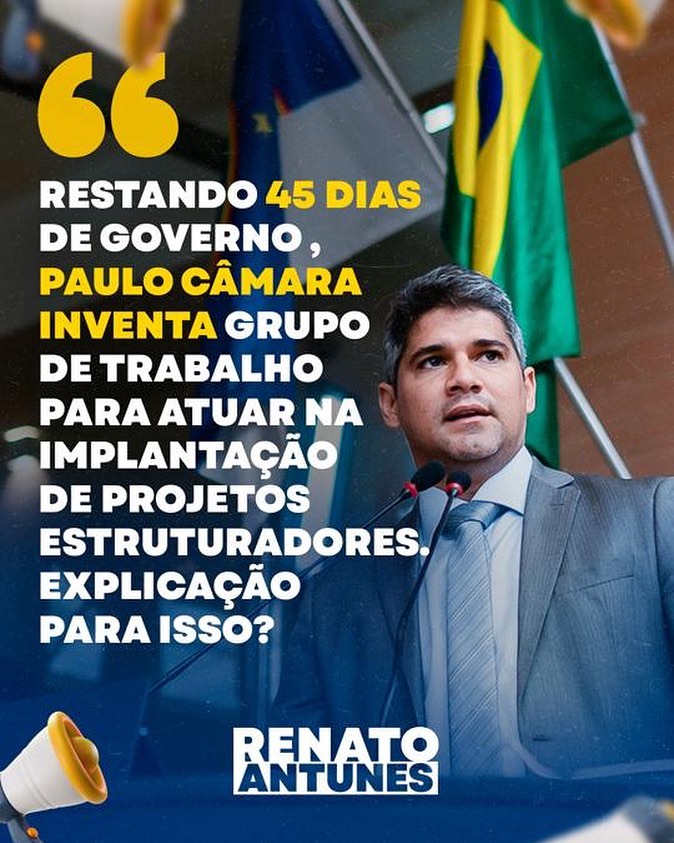 RESTANDO 45 DIAS
DE GOVERNO ,
PAULO CÂMARA
INVENTA GRUPO
DE TRABALHO
PARA ATUAR NA
IMPLANTAÇÃO
DE PROJETOS
ESTRUTURADORES.
EXPLICAÇÃO
PARA ISSO?
RENATO
ANTUNES